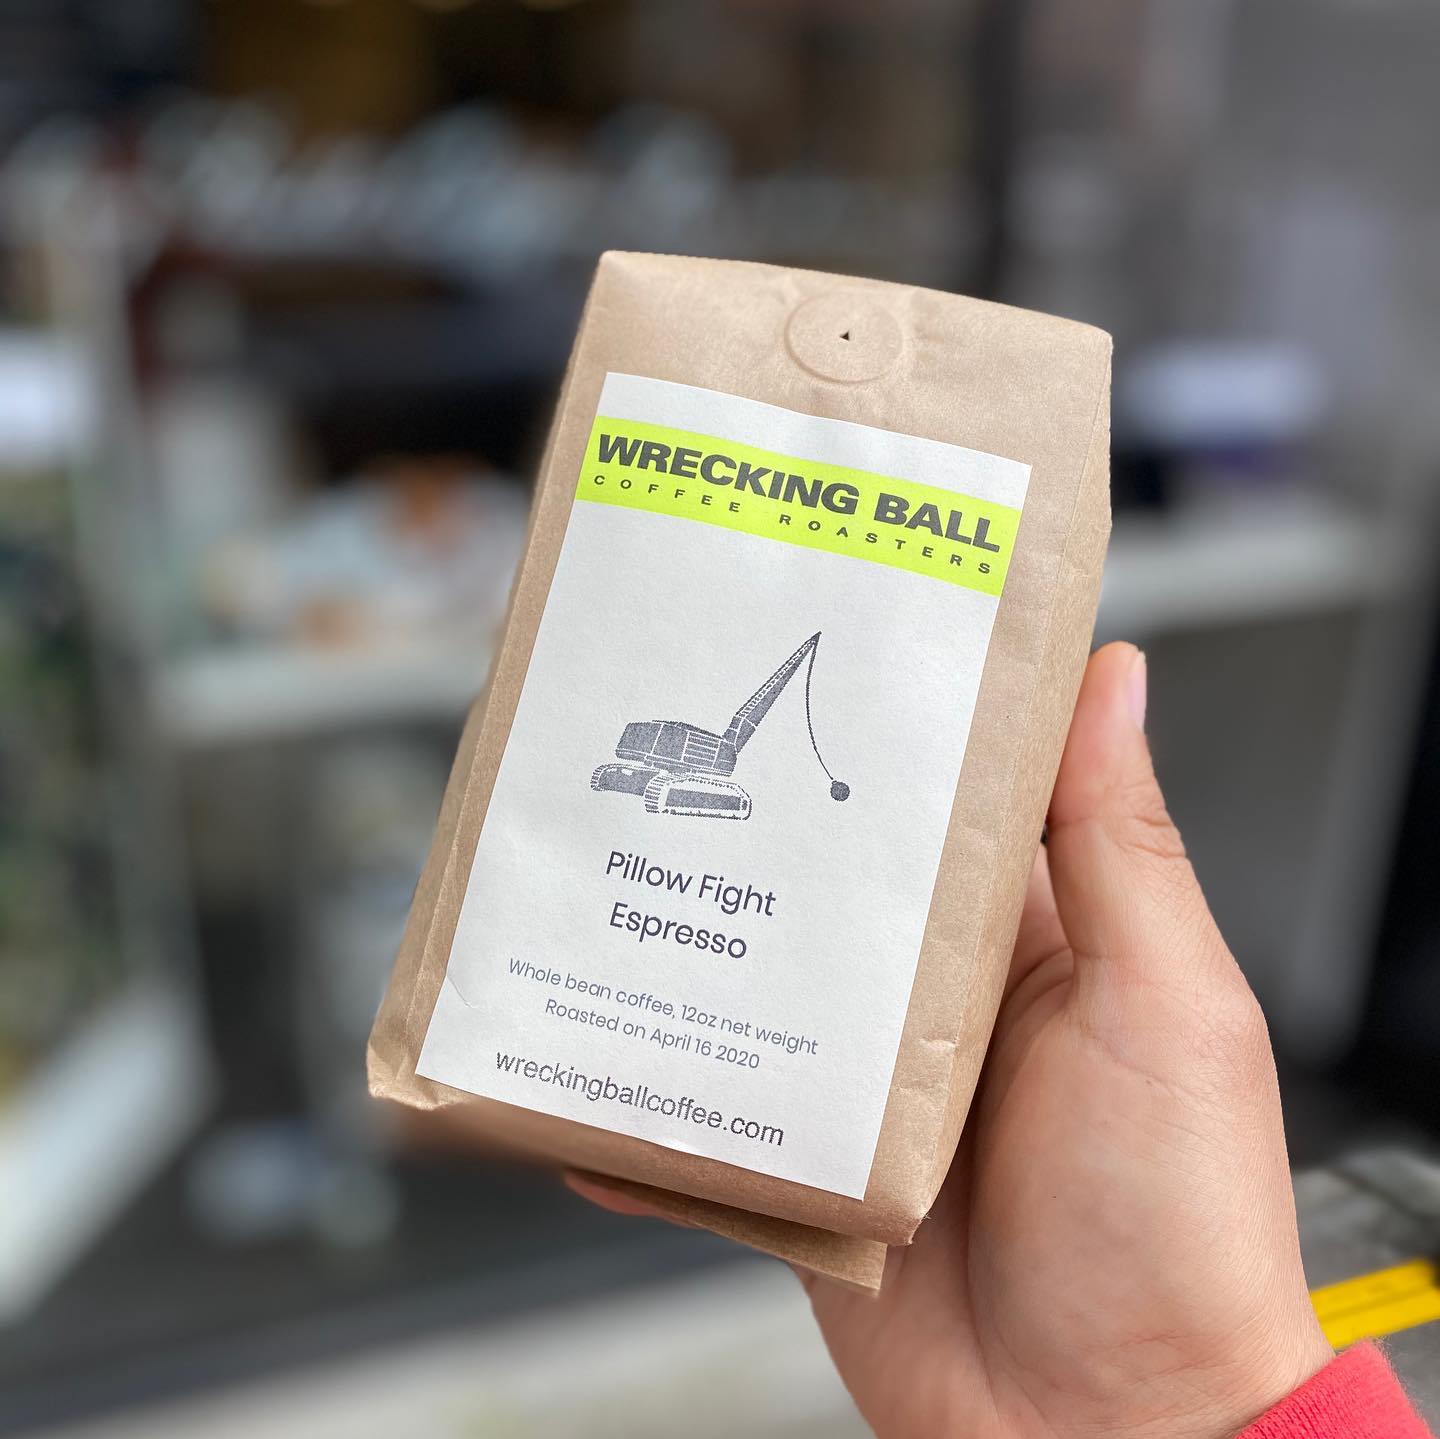 WRECKING BALL
COFFEE ROASTERS
Pillow Fight
Espresso
Whole bean coffee, 12oz net weight
Roasted on April 16 2020
wreckingballcoffee.com